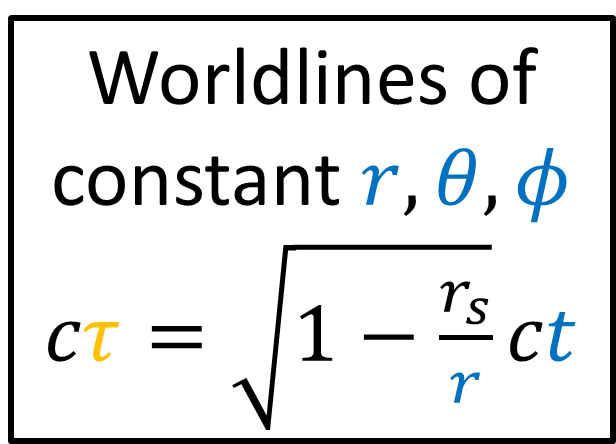 Worldlines of
constant r, θ, ϕ
cτ = √(1 − r_s/r) ct